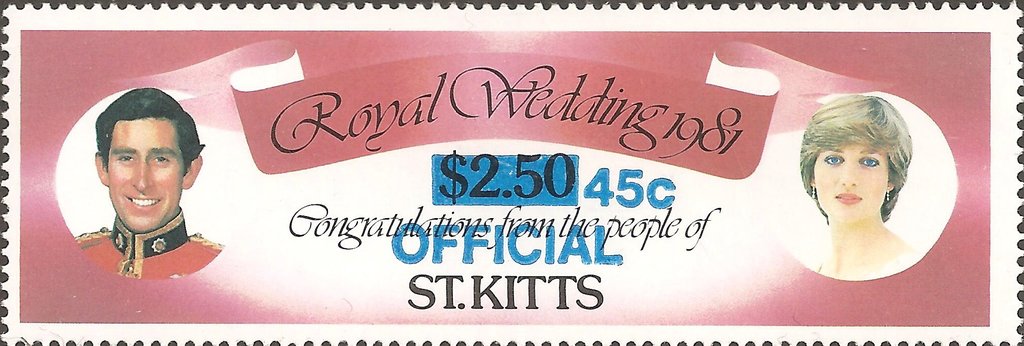 Royal Wedding 1981
$2.50 45c
Congratulations from the people of
OFFICIAL
ST. KITTS